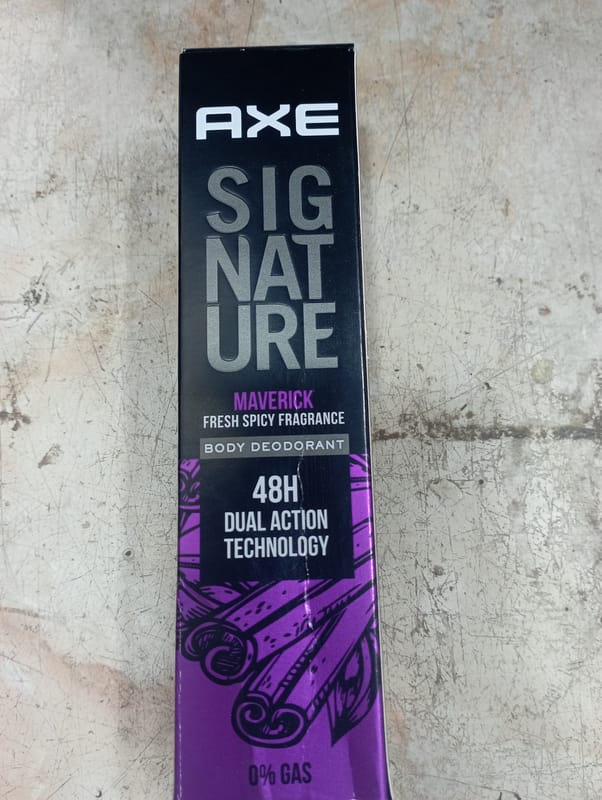 AXE
SIG
NAT
URE
MAVERICK
FRESH SPICY FRAGRANCE
BODY DEODORANT
48H
DUAL ACTION
TECHNOLOGY
0% GAS